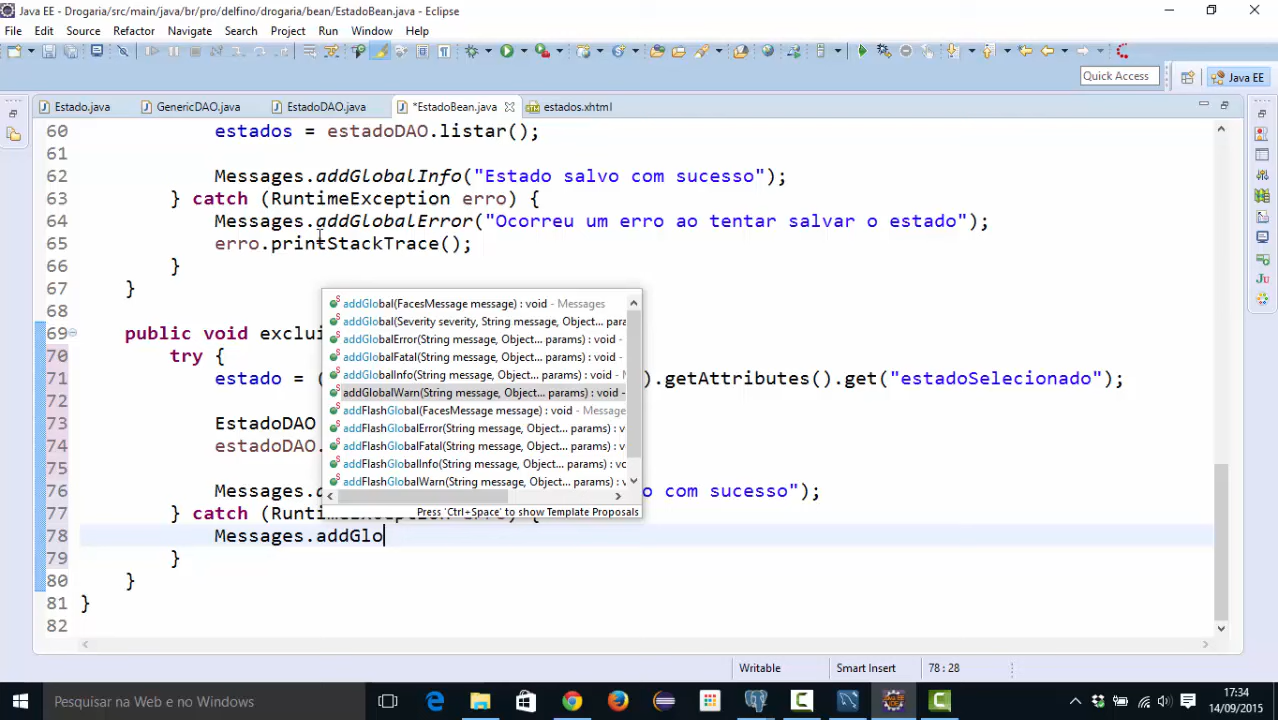 Java EE - Drogaria/src/main/java/br/pro/delfino/drogaria/bean/EstadoBean.java - Eclipse
File Edit Source Refactor Navigate Search Project Run Window Help
Quick Access
Java EE
Estado.java GenericDAO.java EstadoDAO.java *EstadoBean.java estados.xhtml
60 estados = estadoDAO.listar();
61
62 Messages.addGlobalInfo("Estado salvo com sucesso");
63 } catch (RuntimeException erro) {
64 Messages.addGlobalError("Ocorreu um erro ao tentar salvar o estado");
65 erro.printStackTrace();
66 }
67 }
68
69 public void exclui
70 try {
71 estado = ( ).getAttributes().get("estadoSelecionado");
72
73 EstadoDAO
74 estadoDAO.
75
76 Messages. o com sucesso");
77 } catch (RuntimeException erro) {
78 Messages.addGlo
79 }
80 }
81 }
82
addGlobal(FacesMessage message) : void - Messages
addGlobal(Severity severity, String message, Object... para
addGlobalError(String message, Object... params) : void -
addGlobalFatal(String message, Object... params) : void -
addGlobalInfo(String message, Object... params) : void - M
addGlobalWarn(String message, Object... params) : void -
addFlashGlobal(FacesMessage message) : void - Message
addFlashGlobalError(String message, Object... params) : v
addFlashGlobalFatal(String message, Object... params) : v
addFlashGlobalInfo(String message, Object... params) : vo
addFlashGlobalWarn(String message, Object... params) : v
Press 'Ctrl+Space' to show Template Proposals
Writable Smart Insert 78 : 28
Pesquisar na Web e no Windows
17:34
14/09/2015